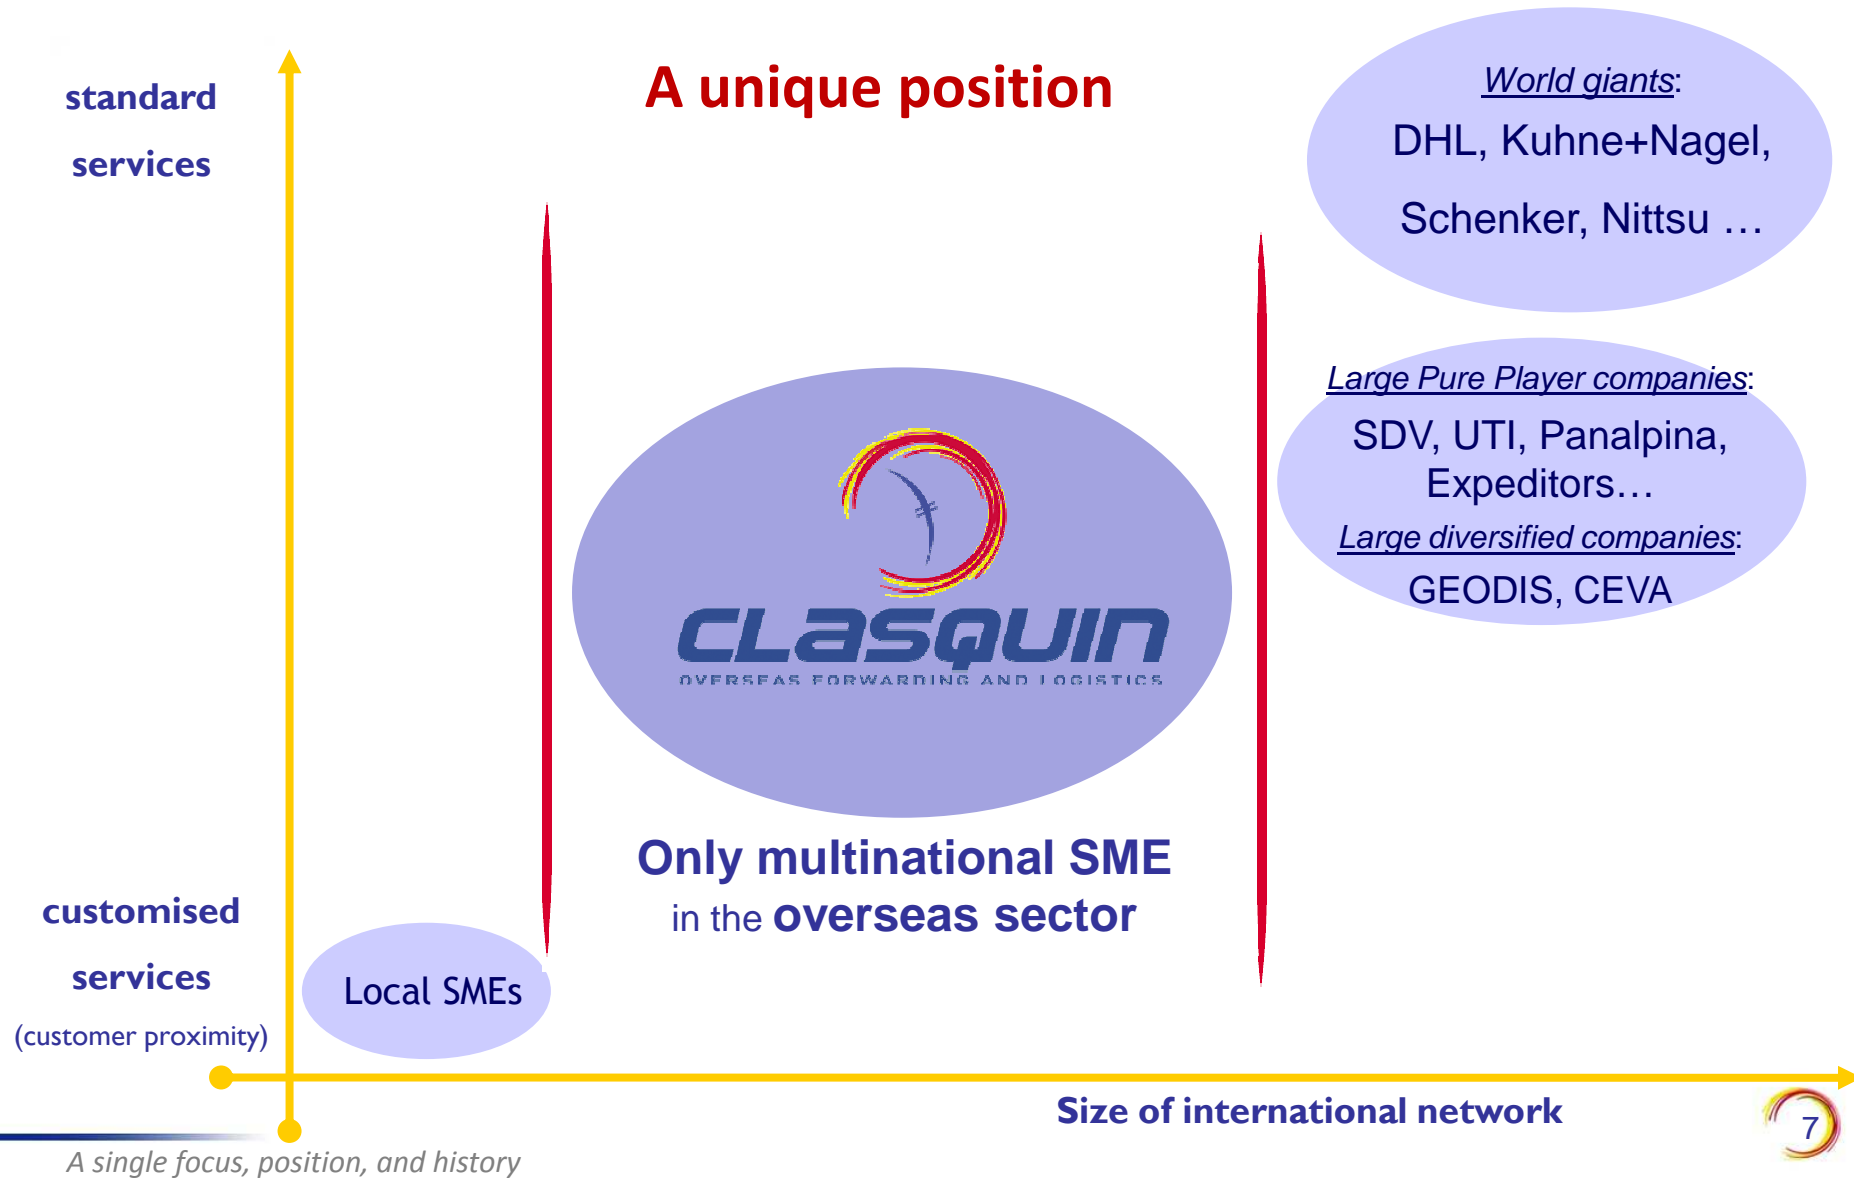 A unique position
standard
services
World giants:
DHL, Kuhne+Nagel,
Schenker, Nittsu …
Large Pure Player companies:
SDV, UTI, Panalpina,
Expeditors…
Large diversified companies:
GEODIS, CEVA
CLASQUIN
OVERSEAS FORWARDING AND LOGISTICS
Only multinational SME
in the overseas sector
customised
services
(customer proximity)
Local SMEs
Size of international network
7
A single focus, position, and history